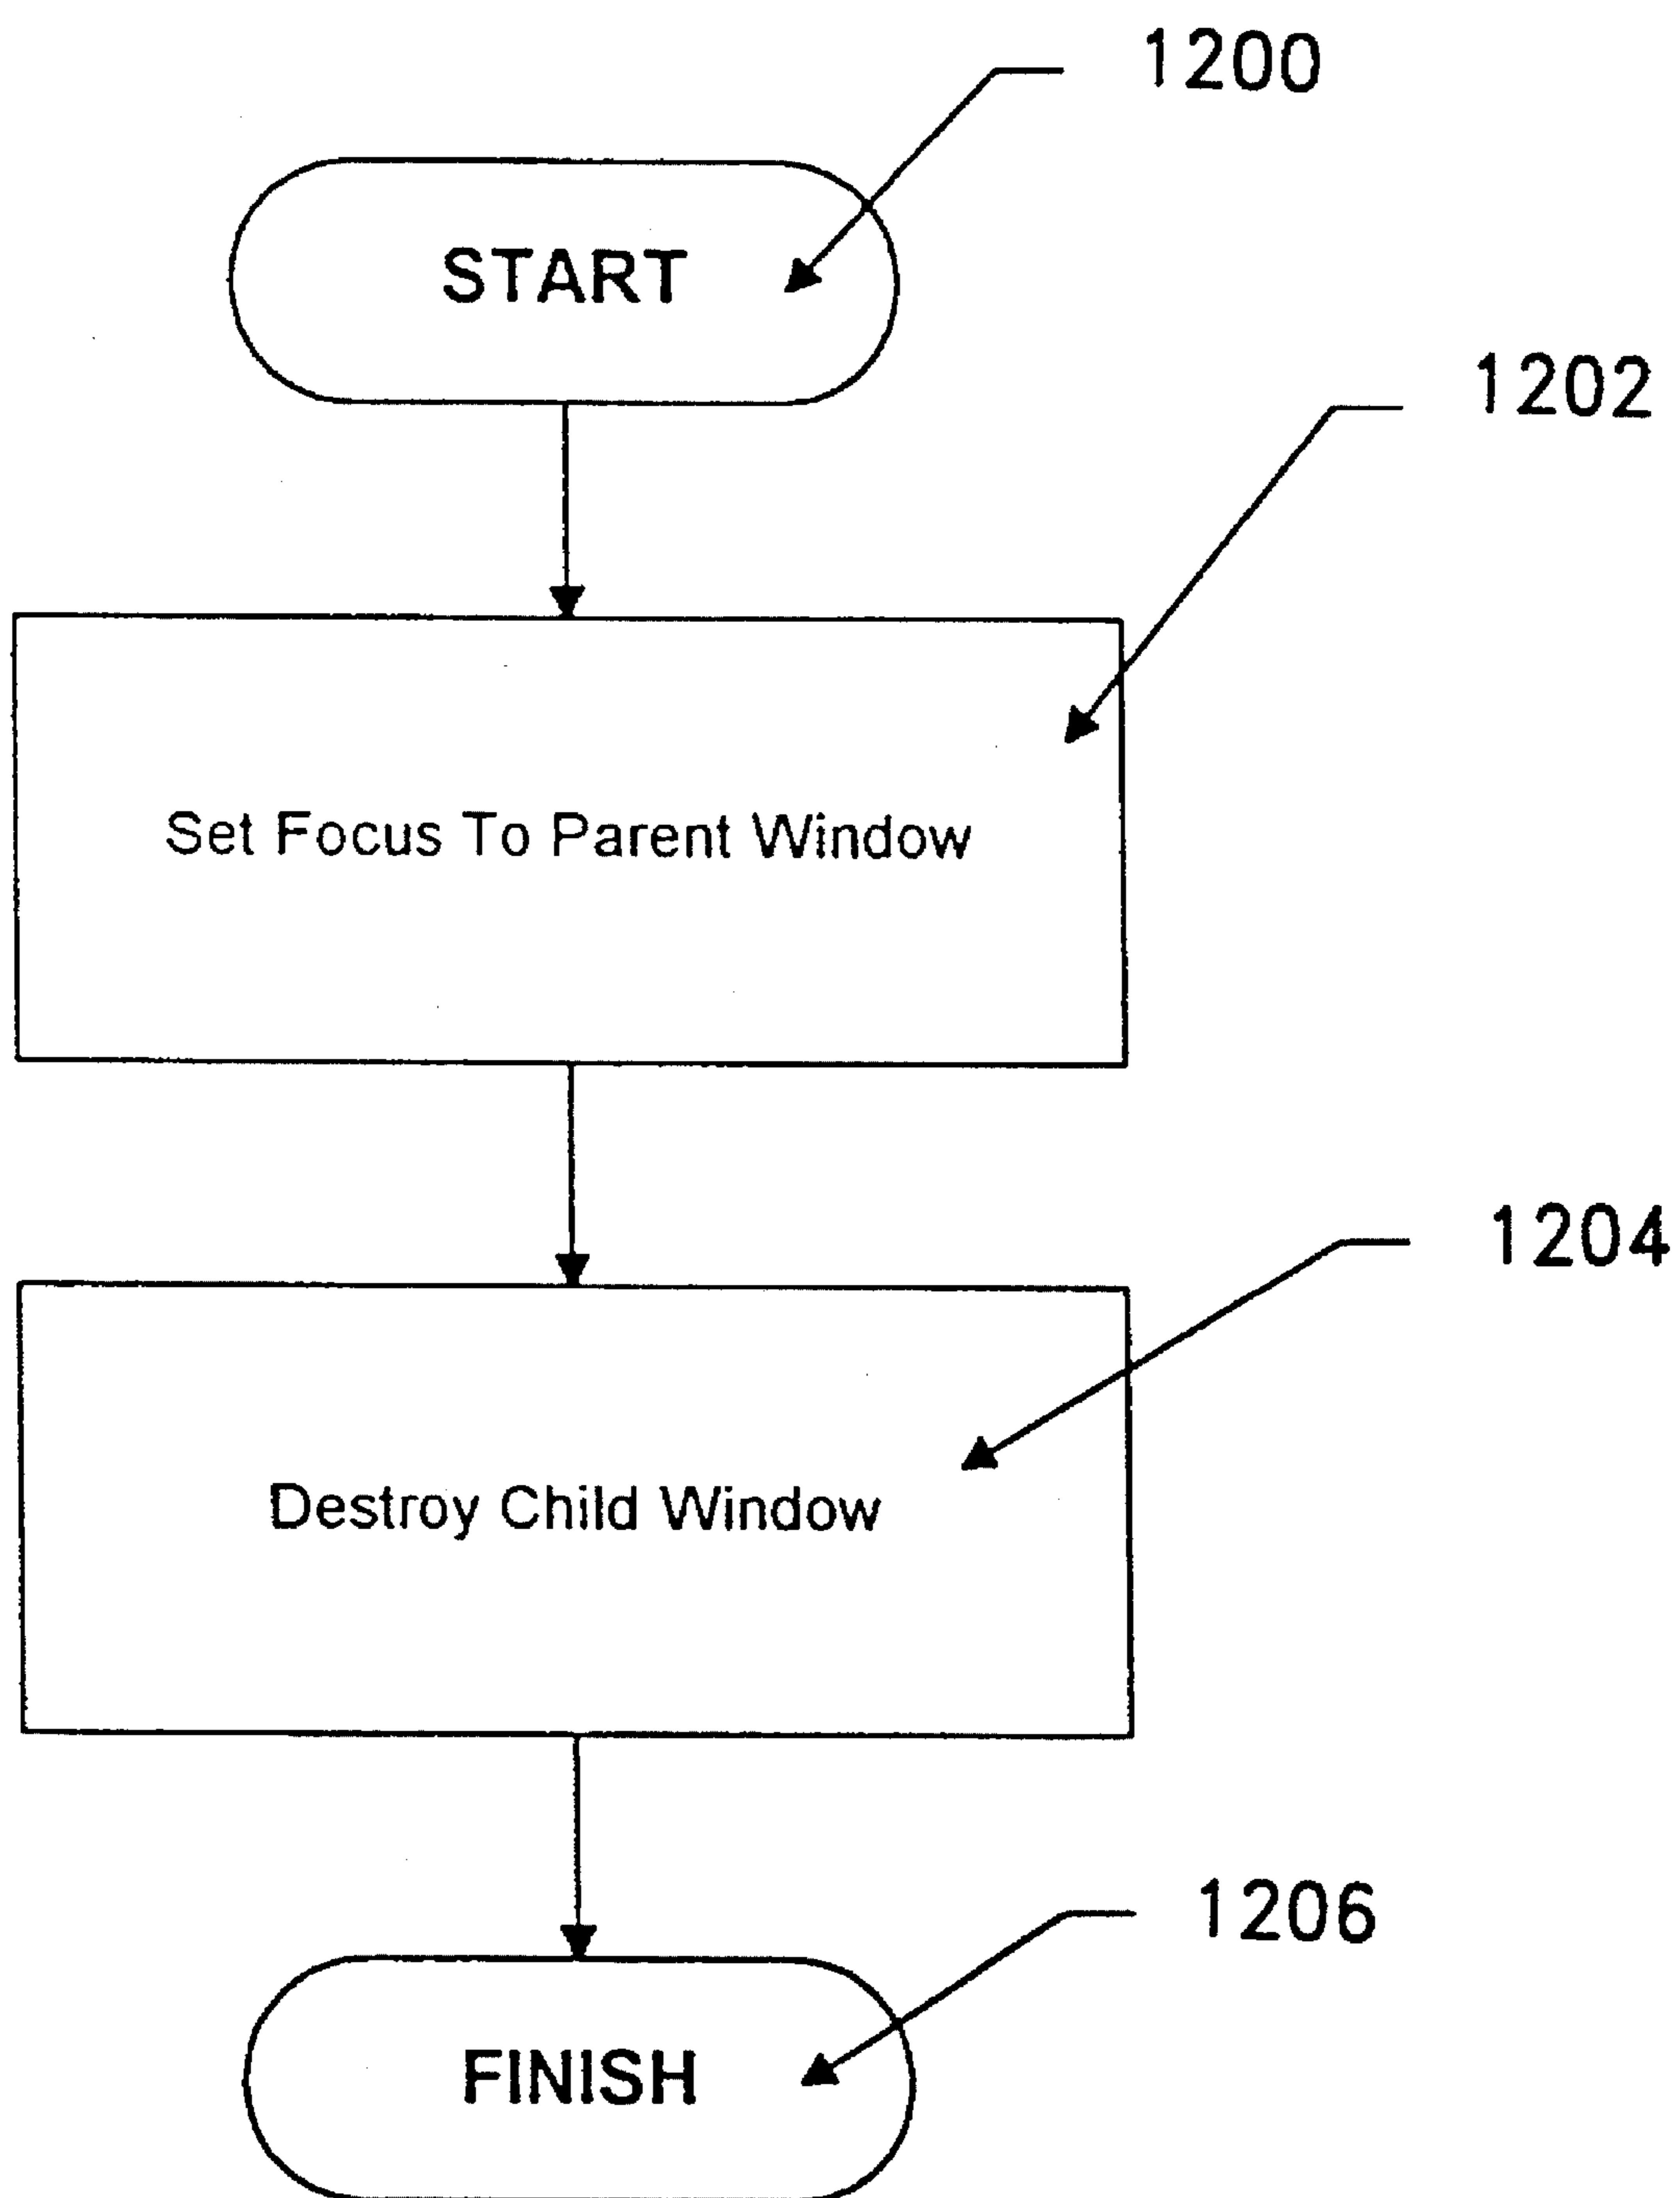 1200
START
1202
Set Focus To Parent Window
1204
Destroy Child Window
1206
FINISH